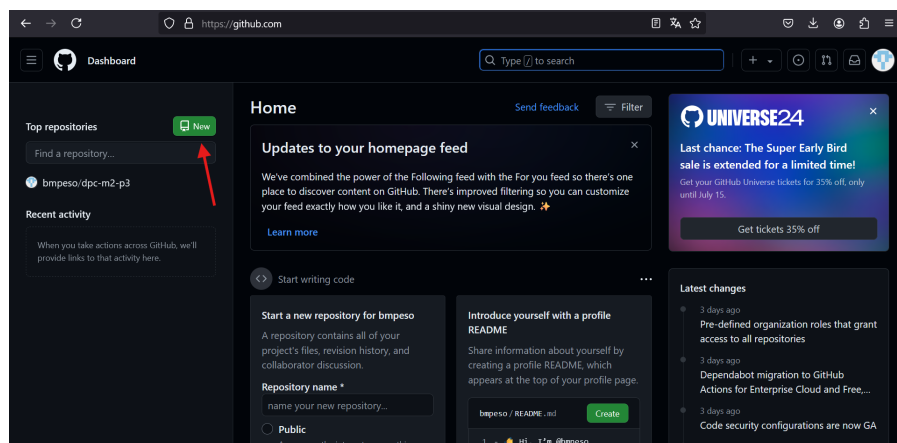 https://github.com
Dashboard
Type / to search
Top repositories
New
Find a repository...
bmpeso/dpc-m2-p3
Recent activity
When you take actions across GitHub, we'll
provide links to that activity here.
Home
Send feedback
Filter
Updates to your homepage feed
We've combined the power of the Following
feed with the For you feed so there's one
place to discover content on GitHub. There's improved filtering so you can customize
your feed exactly how you like it, and a shiny new visual design. ✨
Learn more
Start writing code
Start a new repository for bmpeso
A repository contains all of your
project's files, revision history, and
collaborator discussion.
Repository name *
name your new repository...
Public
Introduce yourself with a profile
README
Share information about yourself by
creating a profile README, which
appears at the top of your profile page.
bmpeso / README.md
Create
1 - 👋 Hi, I'm @bmpeso
UNIVERSE24
Last chance: The Super Early Bird
sale is extended for a limited time!
Get your GitHub Universe tickets for 35% off, only
until July 15.
Get tickets 35% off
Latest changes
3 days ago
Pre-defined organization roles that grant
access to all repositories
3 days ago
Dependabot migration to GitHub
Actions for Enterprise Cloud and Free,...
3 days ago
Code security configurations are now GA